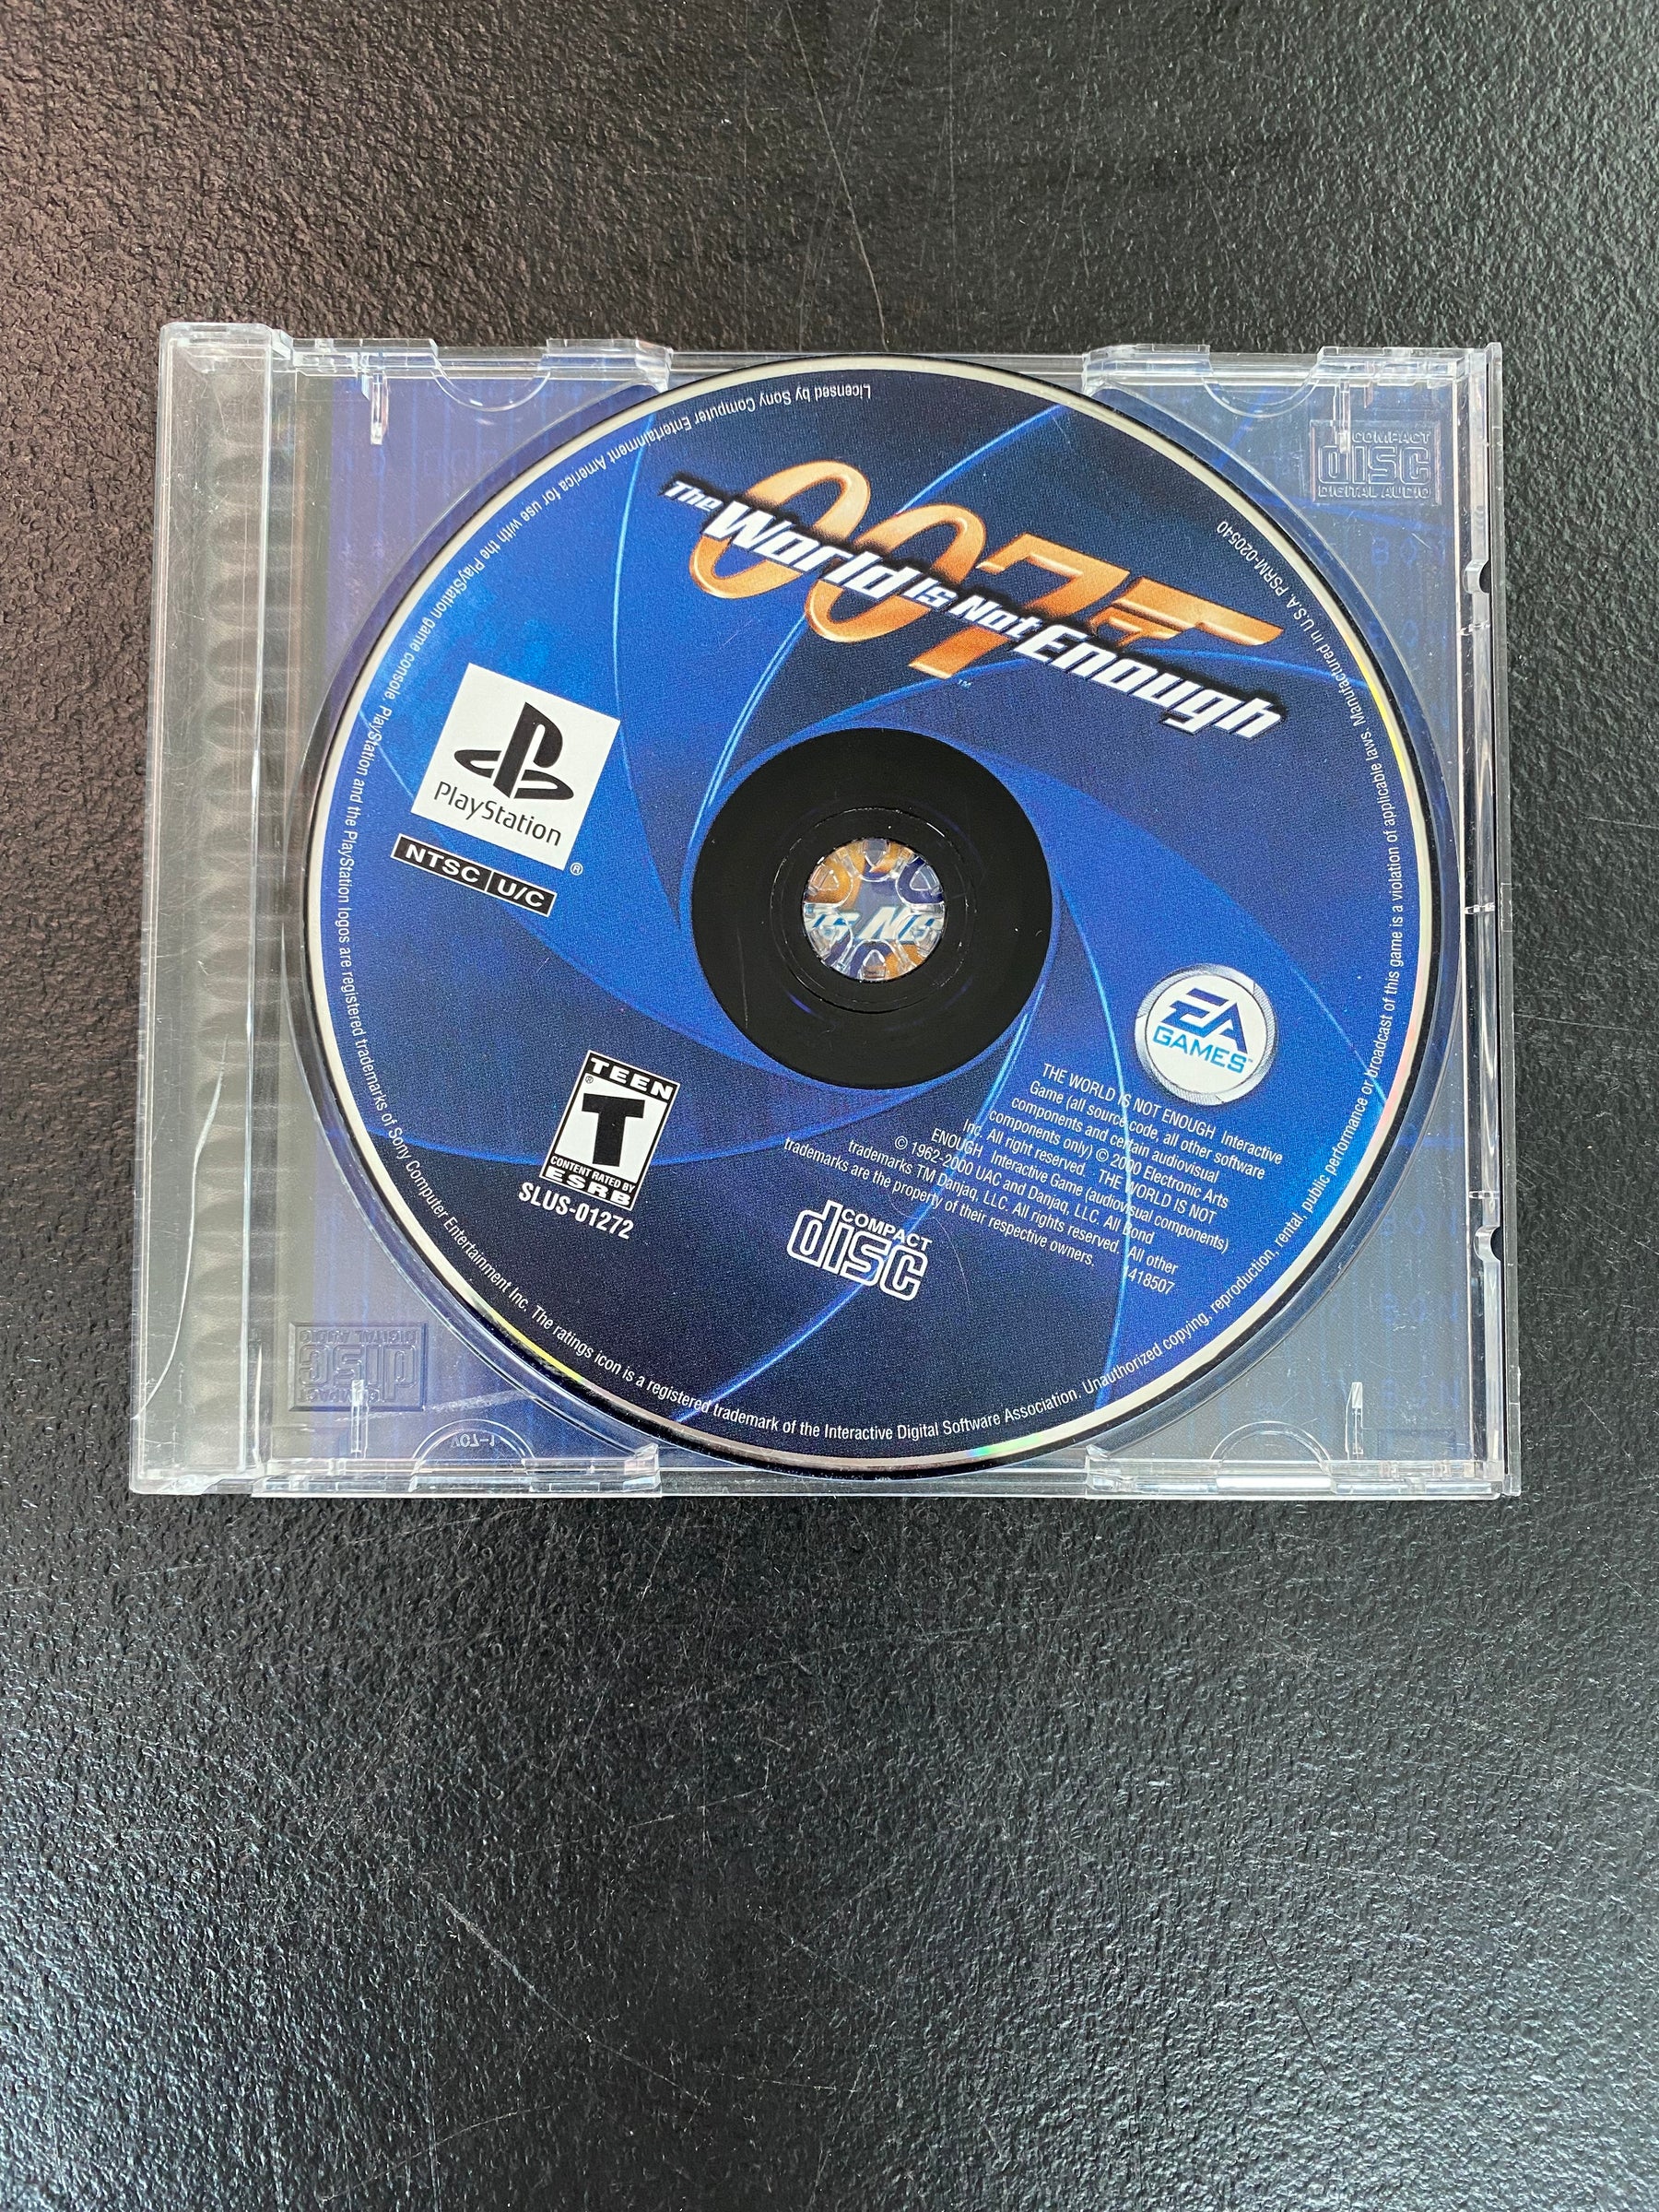 007
The World Is Not Enough
™
PlayStation
®
NTSC U/C
EA
GAMES™
TEEN
®
T
CONTENT RATED BY
ESRB
SLUS-01272
COMPACT
disc
THE WORLD IS NOT ENOUGH Interactive
Game (all source code, all other software
components and certain audiovisual
components only) © 2000 Electronic Arts
Inc. All right reserved. THE WORLD IS NOT
ENOUGH Interactive Game (audiovisual components)
© 1962-2000 UAC and Danjaq, LLC. All Bond
trademarks TM Danjaq, LLC. All rights reserved. All other
trademarks are the property of their respective owners. 1418507
Licensed by Sony Computer Entertainment America for use with the PlayStation game console. PlayStation and the PlayStation logos are registered trademarks of Sony Computer Entertainment Inc. The ratings icon is a registered trademark of the Interactive Digital Software Association. Unauthorized copying, reproduction, rental, public performance or broadcast of this game is a violation of applicable laws. Manufactured in U.S.A. PSRM-020540
COMPACT
disc
DIGITAL AUDIO
COMPACT
disc
DIGITAL AUDIO